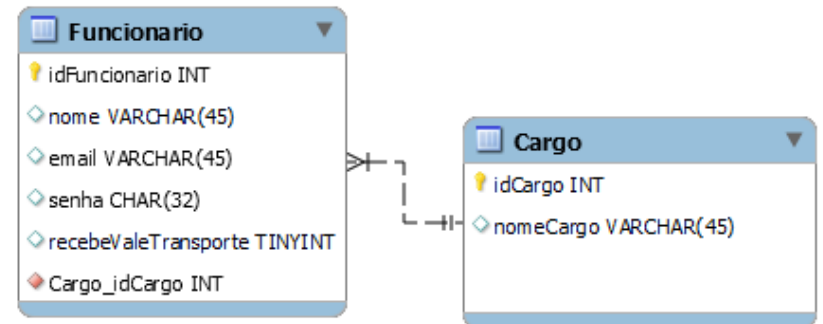 Funcionario
idFuncionario INT
nome VARCHAR(45)
email VARCHAR(45)
senha CHAR(32)
recebeValeTransporte TINYINT
Cargo_idCargo INT
Cargo
idCargo INT
nomeCargo VARCHAR(45)